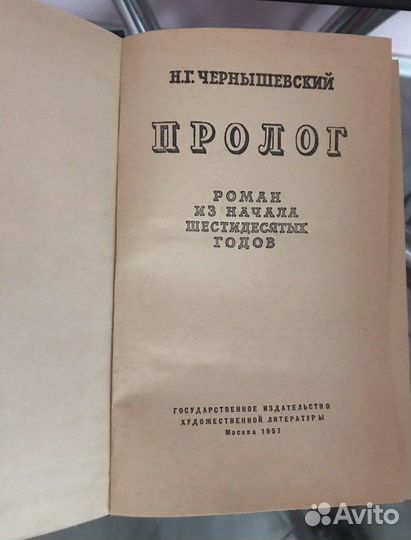 Н.Г. ЧЕРНЫШЕВСКИЙ
ПРОЛОГ
РОМАН
ИЗ НАЧАЛА
ШЕСТИДЕСЯТЫХ
ГОДОВ
ГОСУДАРСТВЕННОЕ ИЗДАТЕЛЬСТВО
ХУДОЖЕСТВЕННОЙ ЛИТЕРАТУРЫ
Москва 1957
Avito